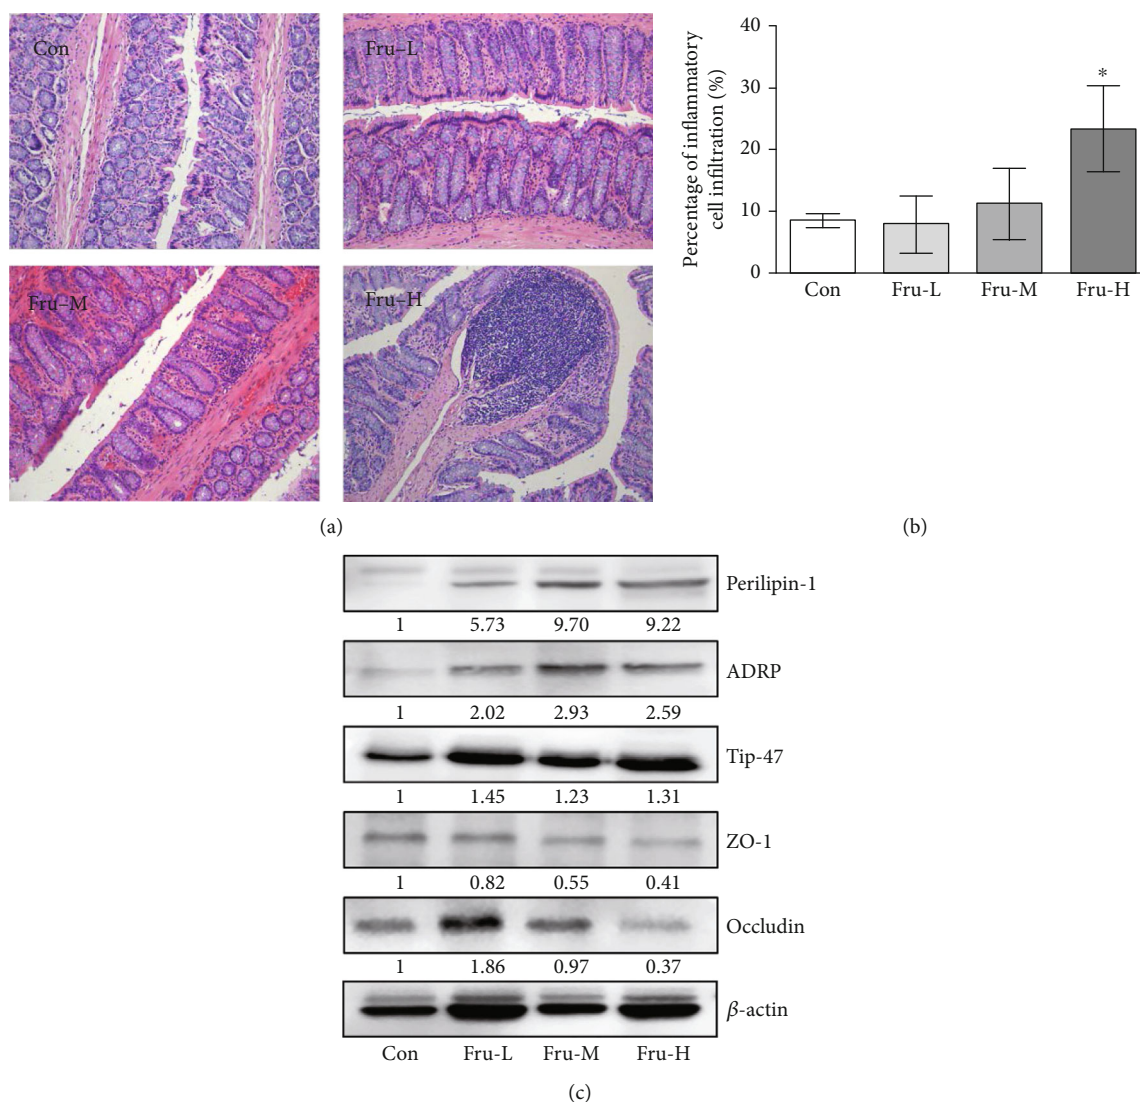 Con
Fru–L
Fru–M
Fru–H
(a)
Percentage of inflammatory
cell infiltration (%)
40
30
20
10
0
*
Con Fru-L Fru-M Fru-H
(b)
Perilipin-1
1 5.73 9.70 9.22
ADRP
1 2.02 2.93 2.59
Tip-47
1 1.45 1.23 1.31
ZO-1
1 0.82 0.55 0.41
Occludin
1 1.86 0.97 0.37
β-actin
Con Fru-L Fru-M Fru-H
(c)